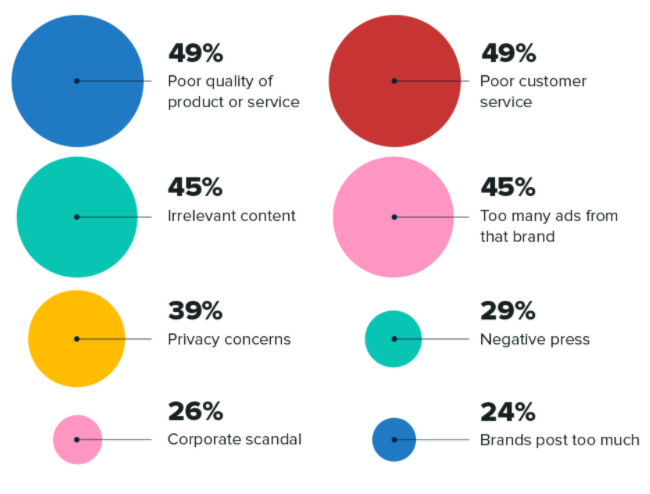 49%
Poor quality of
product or service
49%
Poor customer
service
45%
Irrelevant content
45%
Too many ads from
that brand
39%
Privacy concerns
29%
Negative press
26%
Corporate scandal
24%
Brands post too much